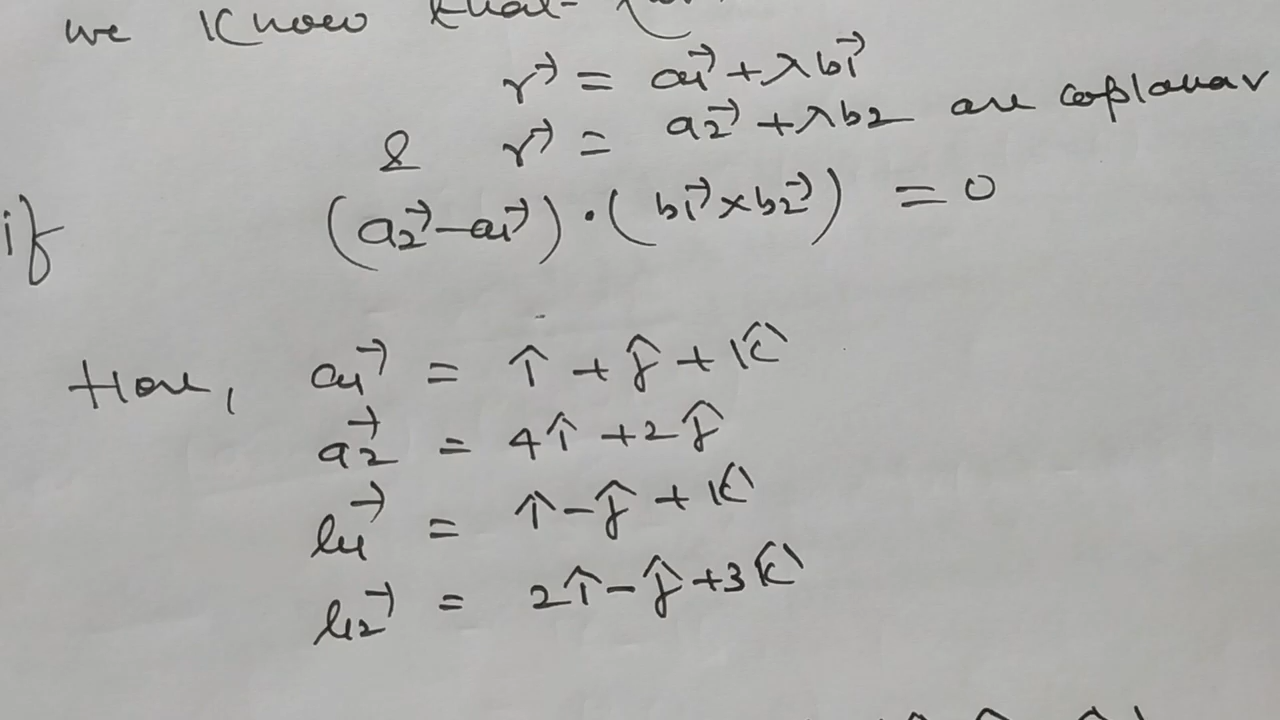 we know that
r⃗ = a₁⃗ + λb₁⃗
& r⃗ = a₂⃗ + λb₂ are coplanar
if (a₂⃗ - a₁⃗) · (b₁⃗ × b₂⃗) = 0
Here, a₁⃗ = î + ĵ + k̂
a₂⃗ = 4î + 2ĵ
b₁⃗ = î - ĵ + k̂
b₂⃗ = 2î - ĵ + 3k̂